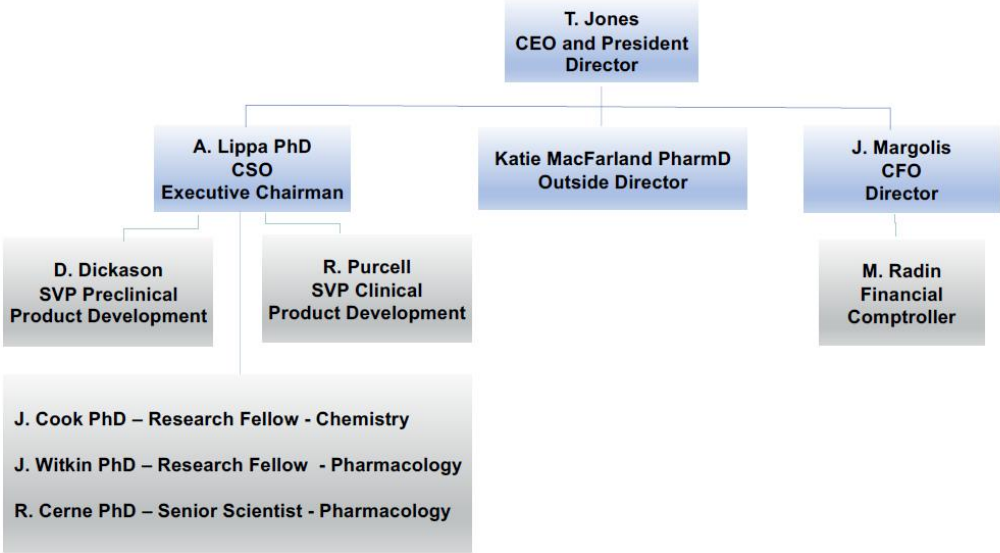 T. Jones
CEO and President
Director
A. Lippa PhD
CSO
Executive Chairman
Katie MacFarland PharmD
Outside Director
J. Margolis
CFO
Director
D. Dickason
SVP Preclinical
Product Development
R. Purcell
SVP Clinical
Product Development
M. Radin
Financial
Comptroller
J. Cook PhD – Research Fellow - Chemistry
J. Witkin PhD – Research Fellow - Pharmacology
R. Cerne PhD – Senior Scientist - Pharmacology